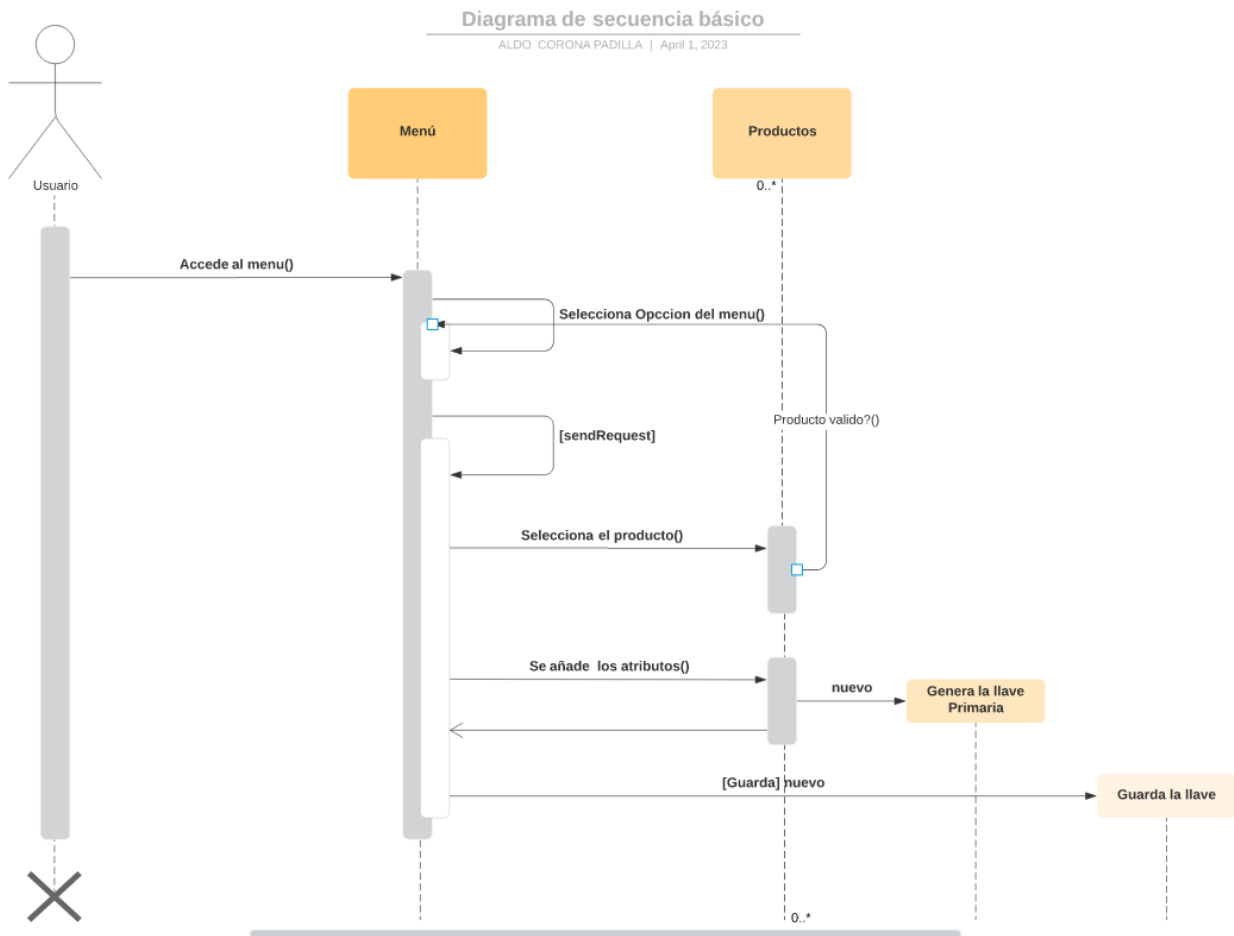 Diagrama de secuencia básico
ALDO CORONA PADILLA | April 1, 2023
Menú
Productos
Usuario
0..*
Accede al menu()
Selecciona Opccion del menu()
Producto valido?()
[sendRequest]
Selecciona el producto()
Se añade los atributos()
nuevo
Genera la llave
Primaria
[Guarda] nuevo
Guarda la llave
0..*